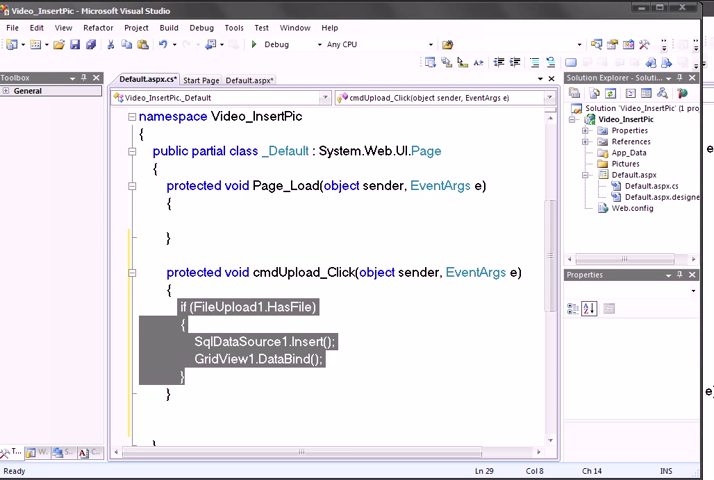 Video_InsertPic - Microsoft Visual Studio
File Edit View Refactor Project Build Debug Data Tools Test Window Help
Debug Any CPU
Toolbox
General
Default.aspx.cs* Start Page Default.aspx*
Video_InsertPic._Default
cmdUpload_Click(object sender, EventArgs e)
namespace Video_InsertPic
{
public partial class _Default : System.Web.UI.Page
{
protected void Page_Load(object sender, EventArgs e)
{
}
protected void cmdUpload_Click(object sender, EventArgs e)
{
if (FileUpload1.HasFile)
{
SqlDataSource1.Insert();
GridView1.DataBind();
}
}
}
Solution Explorer - Solutio...
Solution 'Video_InsertPic' (1 proj
Video_InsertPic
Properties
References
App_Data
Pictures
Default.aspx
Default.aspx.cs
Default.aspx.designe
Web.config
Properties
e
e
T... W. S... C...
Ready Ln 29 Col 8 Ch 14 INS